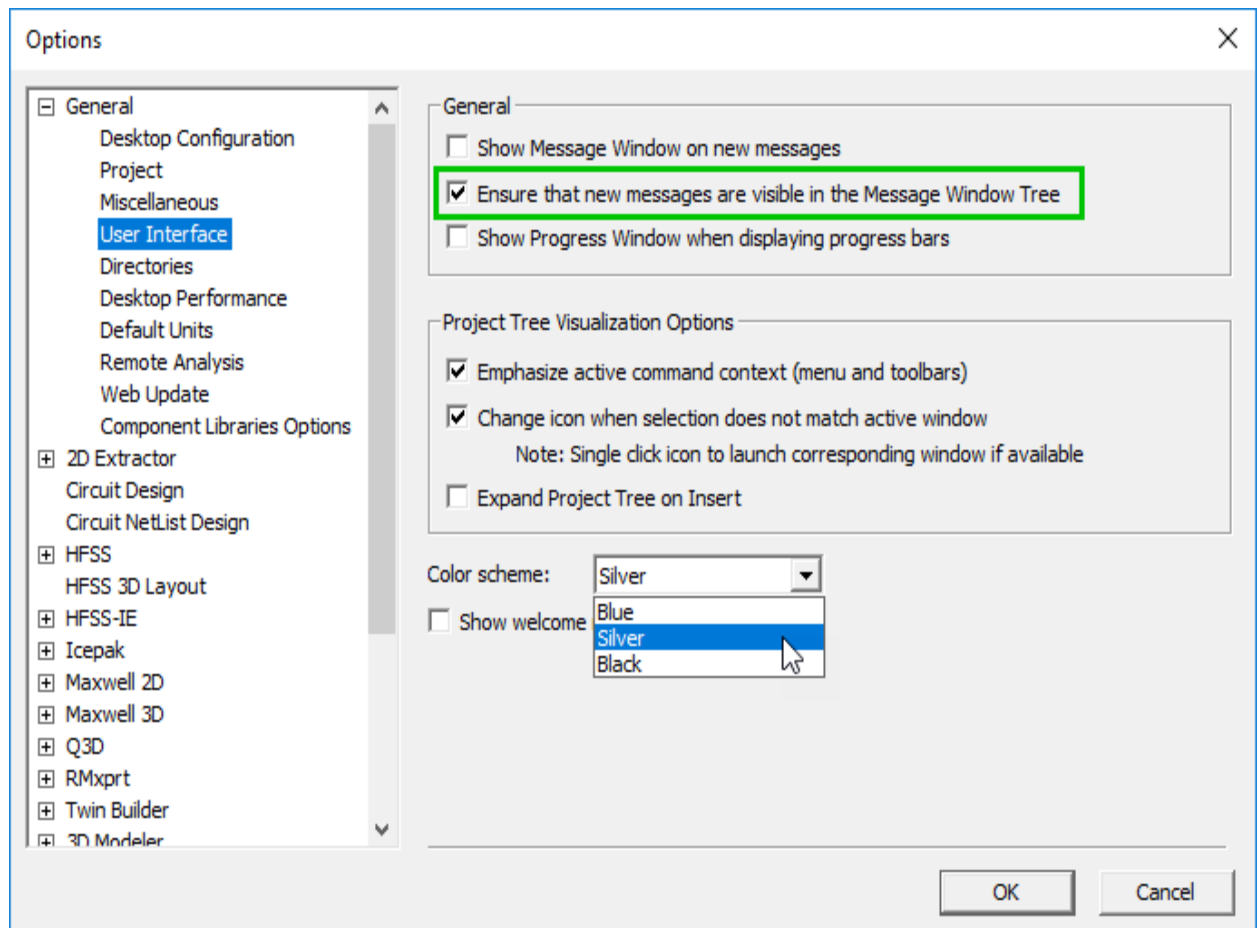 Options
General
Desktop Configuration
Project
Miscellaneous
User Interface
Directories
Desktop Performance
Default Units
Remote Analysis
Web Update
Component Libraries Options
2D Extractor
Circuit Design
Circuit NetList Design
HFSS
HFSS 3D Layout
HFSS-IE
Icepak
Maxwell 2D
Maxwell 3D
Q3D
RMxprt
Twin Builder
3D Modeler
General
Show Message Window on new messages
Ensure that new messages are visible in the Message Window Tree
Show Progress Window when displaying progress bars
Project Tree Visualization Options
Emphasize active command context (menu and toolbars)
Change icon when selection does not match active window
Note: Single click icon to launch corresponding window if available
Expand Project Tree on Insert
Color scheme:
Silver
Show welcome
Blue
Silver
Black
OK
Cancel